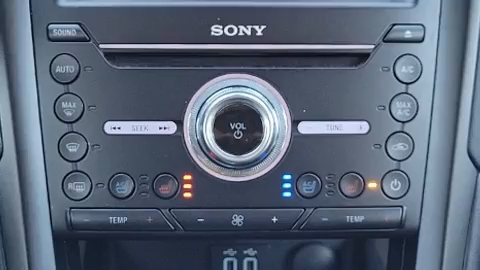 SONY
SOUND
AUTO
A/C
MAX
MAX
A/C
VOL
SEEK
TUNE
R
TEMP
- +
TEMP